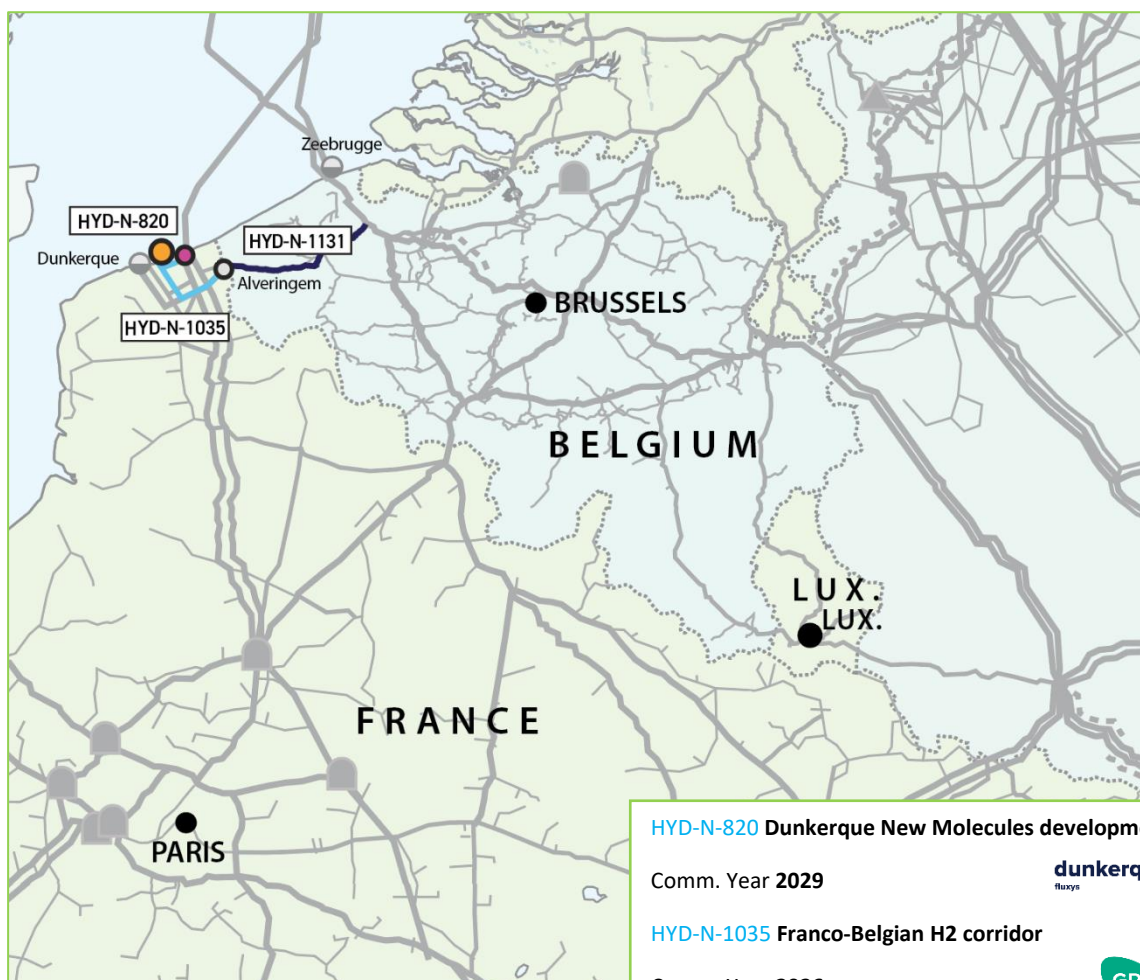 Zeebrugge
HYD-N-820
HYD-N-1131
Dunkerque
Alveringem
HYD-N-1035
BRUSSELS
BELGIUM
LUX.
LUX.
FRANCE
PARIS
HYD-N-820 Dunkerque New Molecules developm
Comm. Year 2029
dunkerq
fluxys
HYD-N-1035 Franco-Belgian H2 corridor